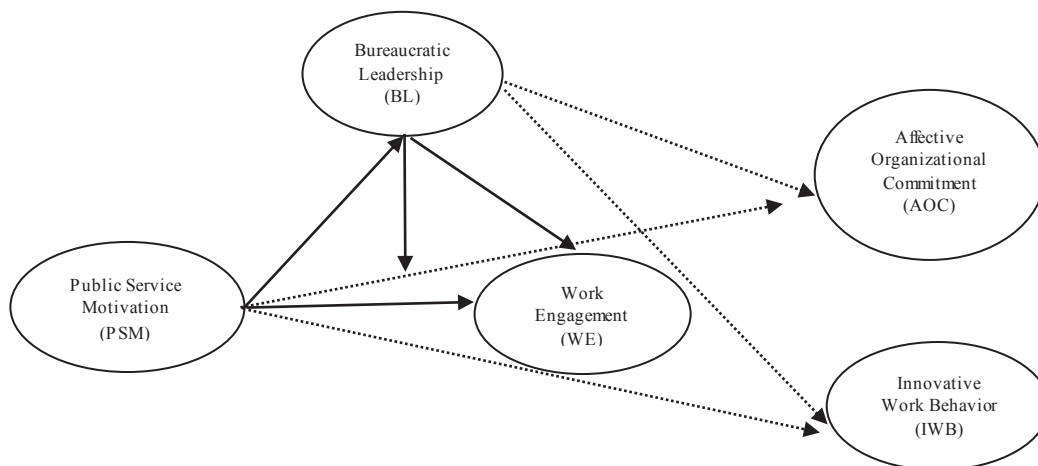 Bureaucratic
Leadership
(BL)
Affective
Organizational
Commitment
(AOC)
Public Service
Motivation
(PSM)
Work
Engagement
(WE)
Innovative
Work Behavior
(IWB)